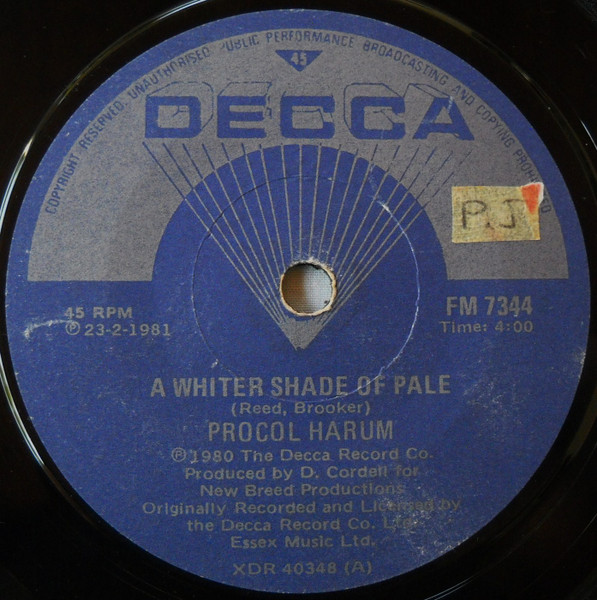 COPYRIGHT RESERVED. UNAUTHORISED PUBLIC PERFORMANCE BROADCASTING AND COPYING PROHIBITED
45
DECCA
P.J
45 RPM
℗ 23-2-1981
FM 7344
Time: 4:00
A WHITER SHADE OF PALE
(Reed, Brooker)
PROCOL HARUM
℗ 1980 The Decca Record Co.
Produced by D. Cordell for
New Breed Productions
Originally Recorded and Licensed by
the Decca Record Co. Ltd.
Essex Music Ltd.
XDR 40348 (A)